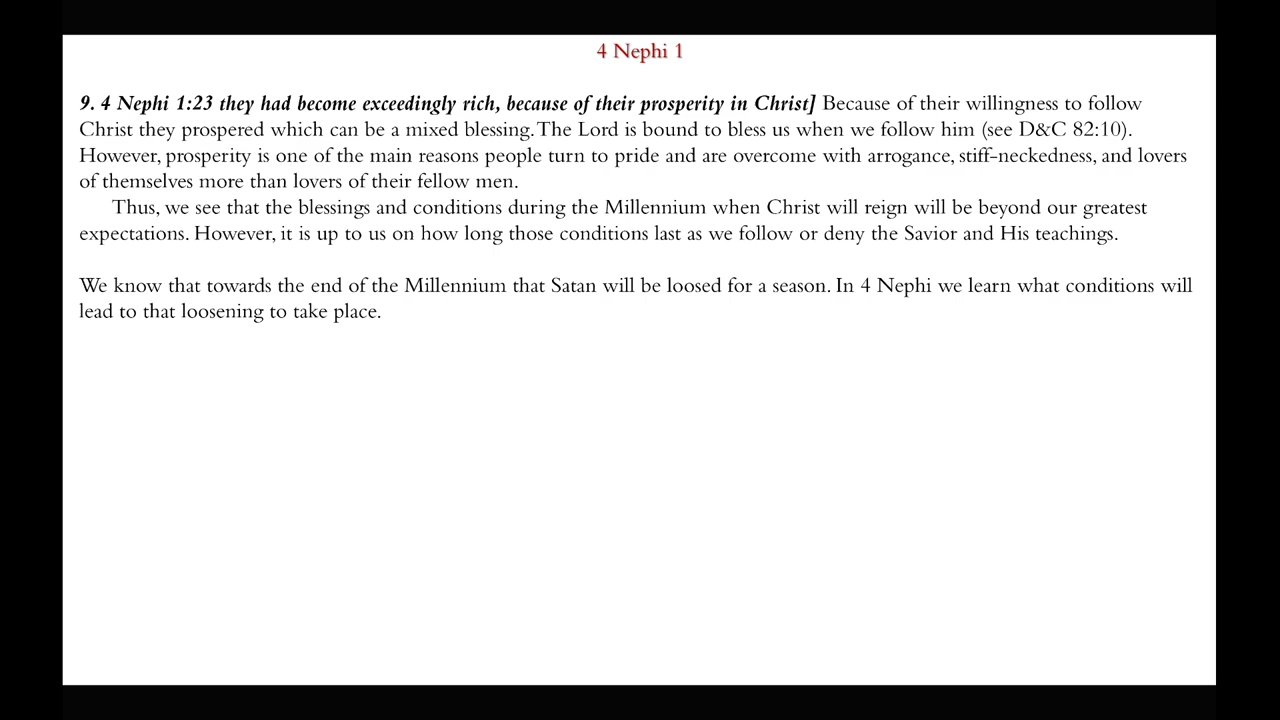 4 Nephi 1
9. 4 Nephi 1:23 they had become exceedingly rich, because of their prosperity in Christ] Because of their willingness to follow
Christ they prospered which can be a mixed blessing. The Lord is bound to bless us when we follow him (see D&C 82:10).
However, prosperity is one of the main reasons people turn to pride and are overcome with arrogance, stiff-neckedness, and lovers
of themselves more than lovers of their fellow men.
Thus, we see that the blessings and conditions during the Millennium when Christ will reign will be beyond our greatest
expectations. However, it is up to us on how long those conditions last as we follow or deny the Savior and His teachings.
We know that towards the end of the Millennium that Satan will be loosed for a season. In 4 Nephi we learn what conditions will
lead to that loosening to take place.